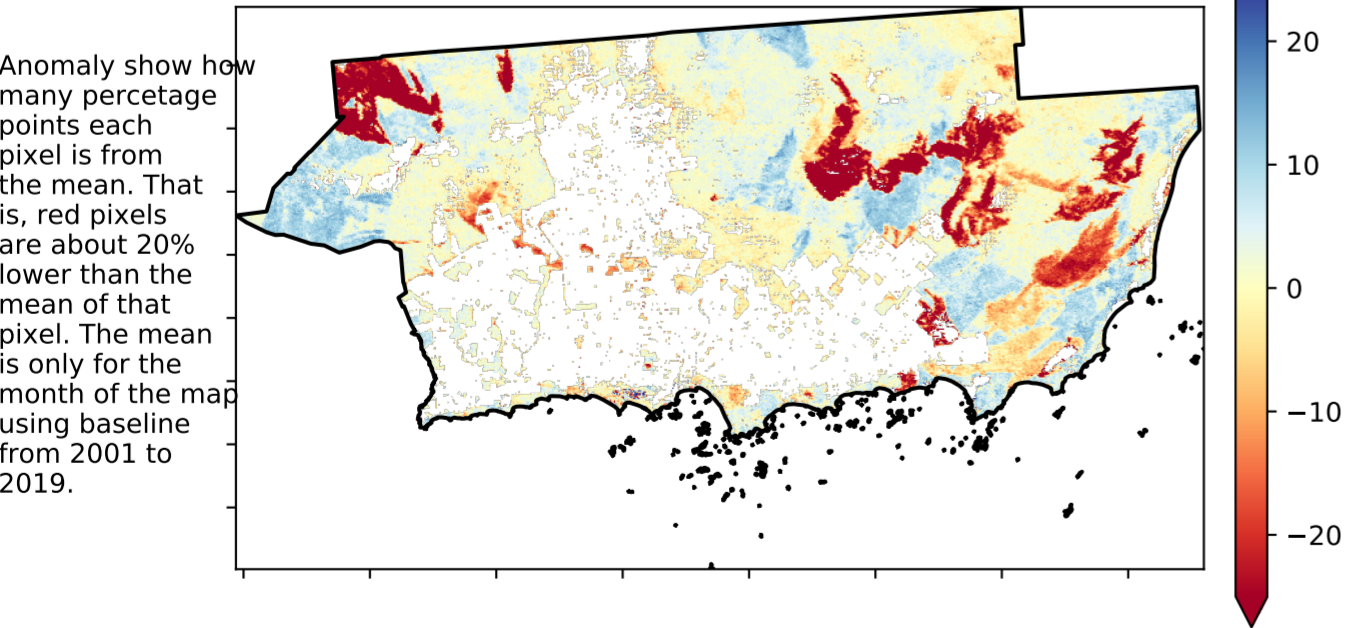 Anomaly show how
many percetage
points each
pixel is from
the mean. That
is, red pixels
are about 20%
lower than the
mean of that
pixel. The mean
is only for the
month of the map
using baseline
from 2001 to
2019.
20
10
0
−10
−20